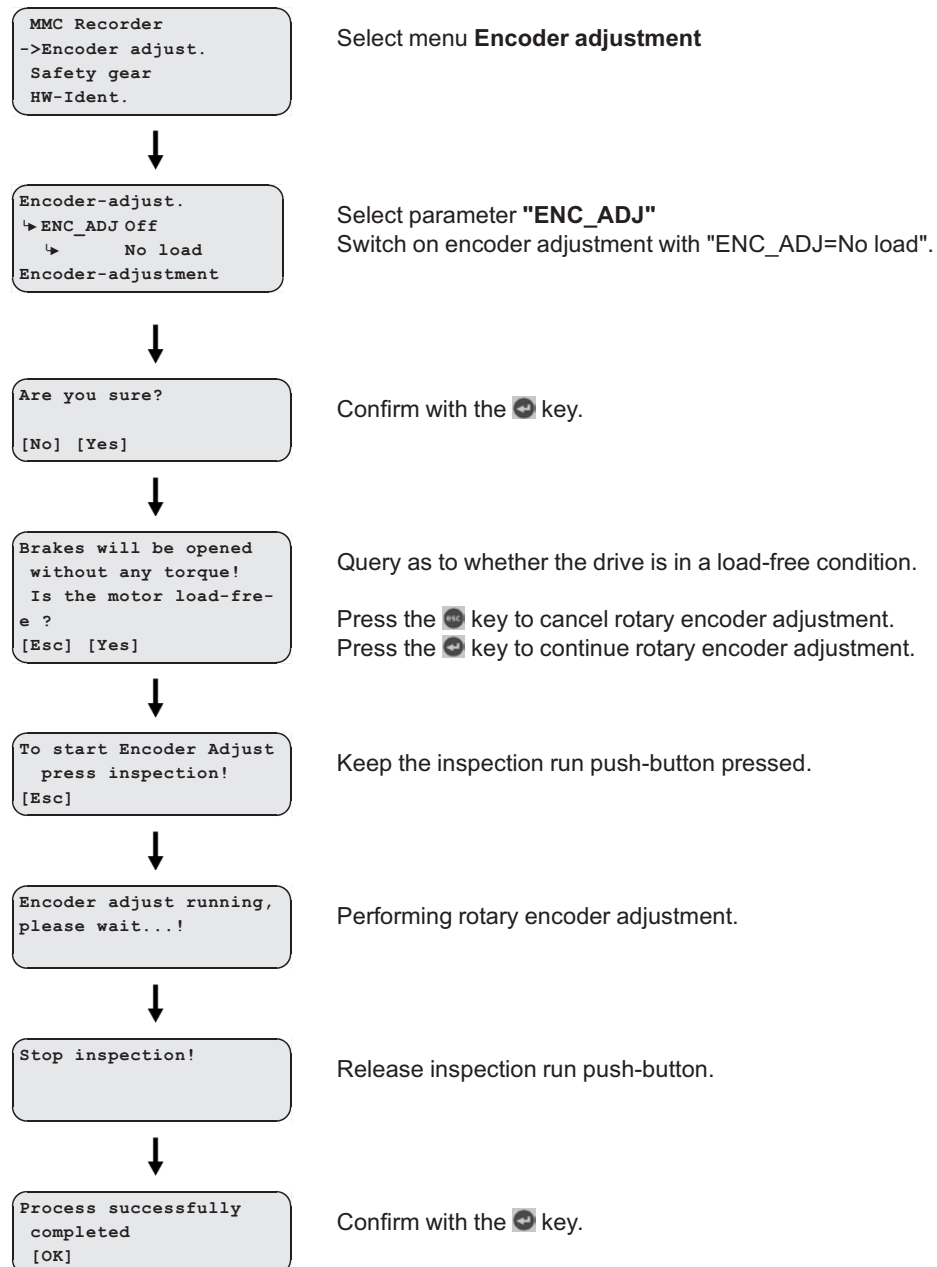 MMC Recorder
->Encoder adjust.
Safety gear
HW-Ident.
Select menu Encoder adjustment
Encoder-adjust.
↳ ENC_ADJ Off
↳ No load
Encoder-adjustment
Select parameter "ENC_ADJ"
Switch on encoder adjustment with "ENC_ADJ=No load".
Are you sure?
[No] [Yes]
Confirm with the ↵ key.
Brakes will be opened
without any torque!
Is the motor load-fre-
e ?
[Esc] [Yes]
Query as to whether the drive is in a load-free condition.
Press the esc key to cancel rotary encoder adjustment.
Press the ↵ key to continue rotary encoder adjustment.
To start Encoder Adjust
press inspection!
[Esc]
Keep the inspection run push-button pressed.
Encoder adjust running,
please wait...!
Performing rotary encoder adjustment.
Stop inspection!
Release inspection run push-button.
Process successfully
completed
[OK]
Confirm with the ↵ key.